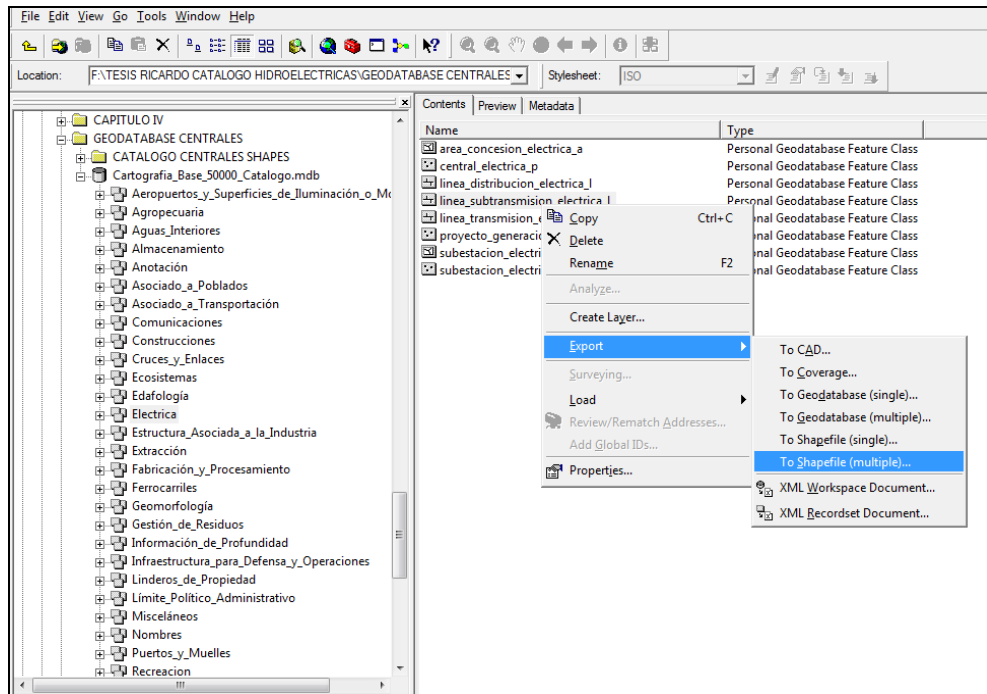 File Edit View Go Tools Window Help
Location: F:\TESIS RICARDO CATALOGO HIDROELECTRICAS\GEODATABASE CENTRALES Stylesheet: ISO
CAPITULO IV
GEODATABASE CENTRALES
CATALOGO CENTRALES SHAPES
Cartografia_Base_50000_Catalogo.mdb
Aeropuertos_y_Superficies_de_Iluminación_o_Mo
Agropecuaria
Aguas_Interiores
Almacenamiento
Anotación
Asociado_a_Poblados
Asociado_a_Transportación
Comunicaciones
Construcciones
Cruces_y_Enlaces
Ecosistemas
Edafología
Electrica
Estructura_Asociada_a_la_Industria
Extracción
Fabricación_y_Procesamiento
Ferrocarriles
Geomorfología
Gestión_de_Residuos
Información_de_Profundidad
Infraestructura_para_Defensa_y_Operaciones
Linderos_de_Propiedad
Límite_Político_Administrativo
Misceláneos
Nombres
Puertos_y_Muelles
Recreacion
Contents Preview Metadata
Name Type
area_concesion_electrica_a Personal Geodatabase Feature Class
central_electrica_p Personal Geodatabase Feature Class
linea_distribucion_electrica_l Personal Geodatabase Feature Class
linea_subtransmision_electrica_l Personal Geodatabase Feature Class
linea_transmision_e nal Geodatabase Feature Class
proyecto_generaci nal Geodatabase Feature Class
subestacion_electri nal Geodatabase Feature Class
subestacion_electri nal Geodatabase Feature Class
Copy Ctrl+C
Delete
Rename F2
Analyze...
Create Layer...
Export
Surveying...
Load
Review/Rematch Addresses...
Add Global IDs...
Properties...
To CAD...
To Coverage...
To Geodatabase (single)...
To Geodatabase (multiple)...
To Shapefile (single)...
To Shapefile (multiple)...
XML Workspace Document...
XML Recordset Document...